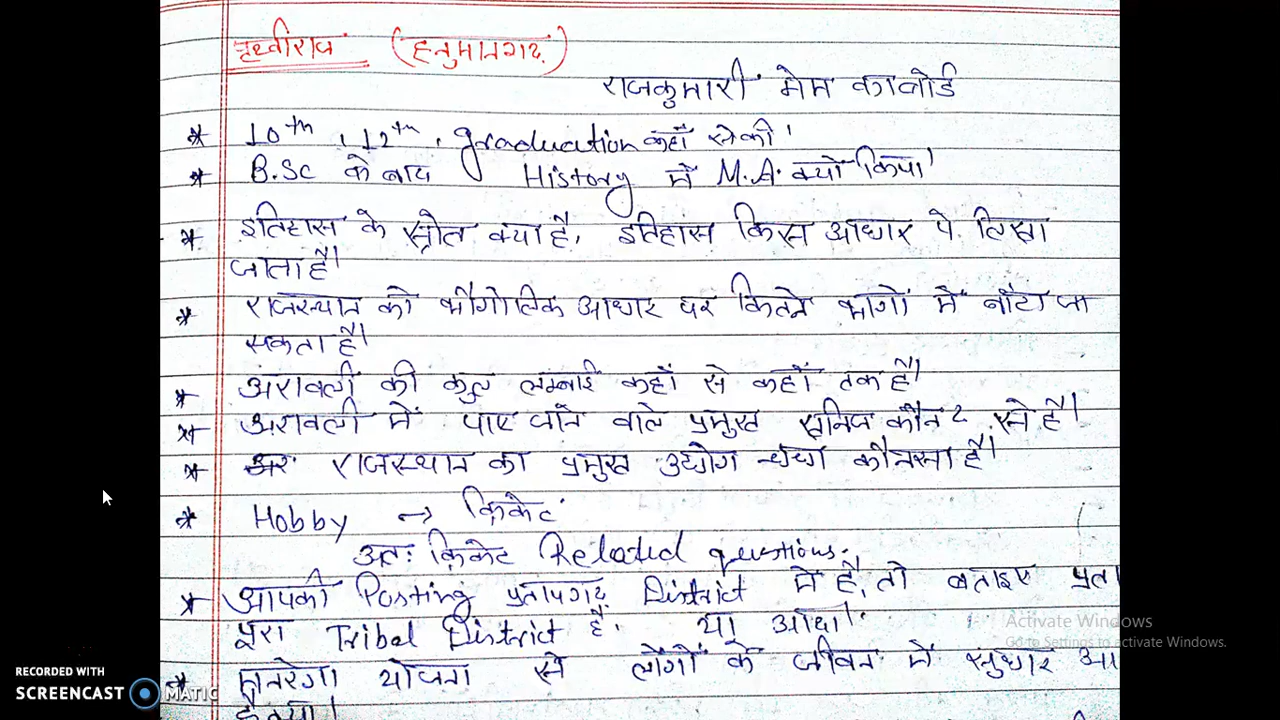 पृथ्वीराज (हनुमानगढ़)
राजकुमारी मेम का बोर्ड
* 10th, 12th, graduation कहाँ से की।
* B.Sc के बाद History में M.A. क्यों किया।
* इतिहास के स्रोत क्या है, इतिहास किस आधार पे लिखा
जाता है।
* राजस्थान को भौगोलिक आधार पर कितने भागों में बाँटा जा
सकता है।
* अरावली की कुल लम्बाई कहाँ से कहाँ तक है।
* अरावली में पाए जाने वाले प्रमुख खनिज कौन2 से है।
* राजस्थान का प्रमुख उद्योग धंधा कौनसा है।
* Hobby → क्रिकेट
अतः क्रिकेट Related questions.
* आपकी Posting प्रतापगढ़ District में है, तो बताइए प्रता
पूरा Tribal District है. या आधा।
* मनरेगा योजना से लोगों के जीवन में सुधार आ
Activate Windows
Go to Settings to activate Windows.
RECORDED WITH
SCREENCAST MATIC